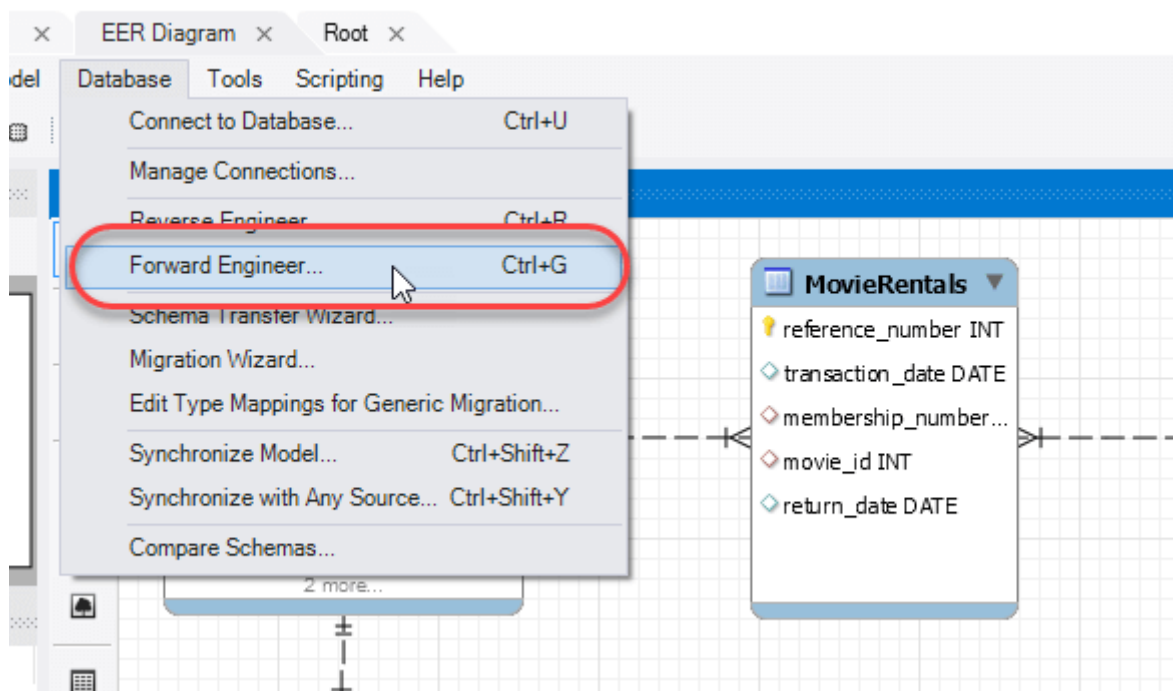 EER Diagram Root
del Database Tools Scripting Help
Connect to Database... Ctrl+U
Manage Connections...
Reverse Engineer... Ctrl+R
Forward Engineer... Ctrl+G
Schema Transfer Wizard...
Migration Wizard...
Edit Type Mappings for Generic Migration...
Synchronize Model... Ctrl+Shift+Z
Synchronize with Any Source... Ctrl+Shift+Y
Compare Schemas...
2 more...
MovieRentals
reference_number INT
transaction_date DATE
membership_number...
movie_id INT
return_date DATE